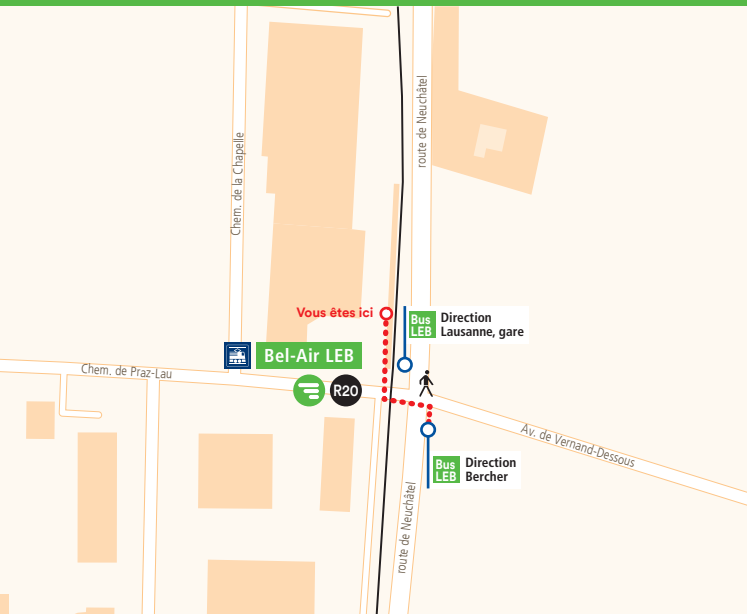 route de Neuchâtel
Chem. de la Chapelle
Vous êtes ici
Bus
LEB
Direction
Lausanne, gare
Bel-Air LEB
Chem. de Praz-Lau
R20
Av. de Vernand-Dessous
Bus
LEB
Direction
Bercher
route de Neuchâtel